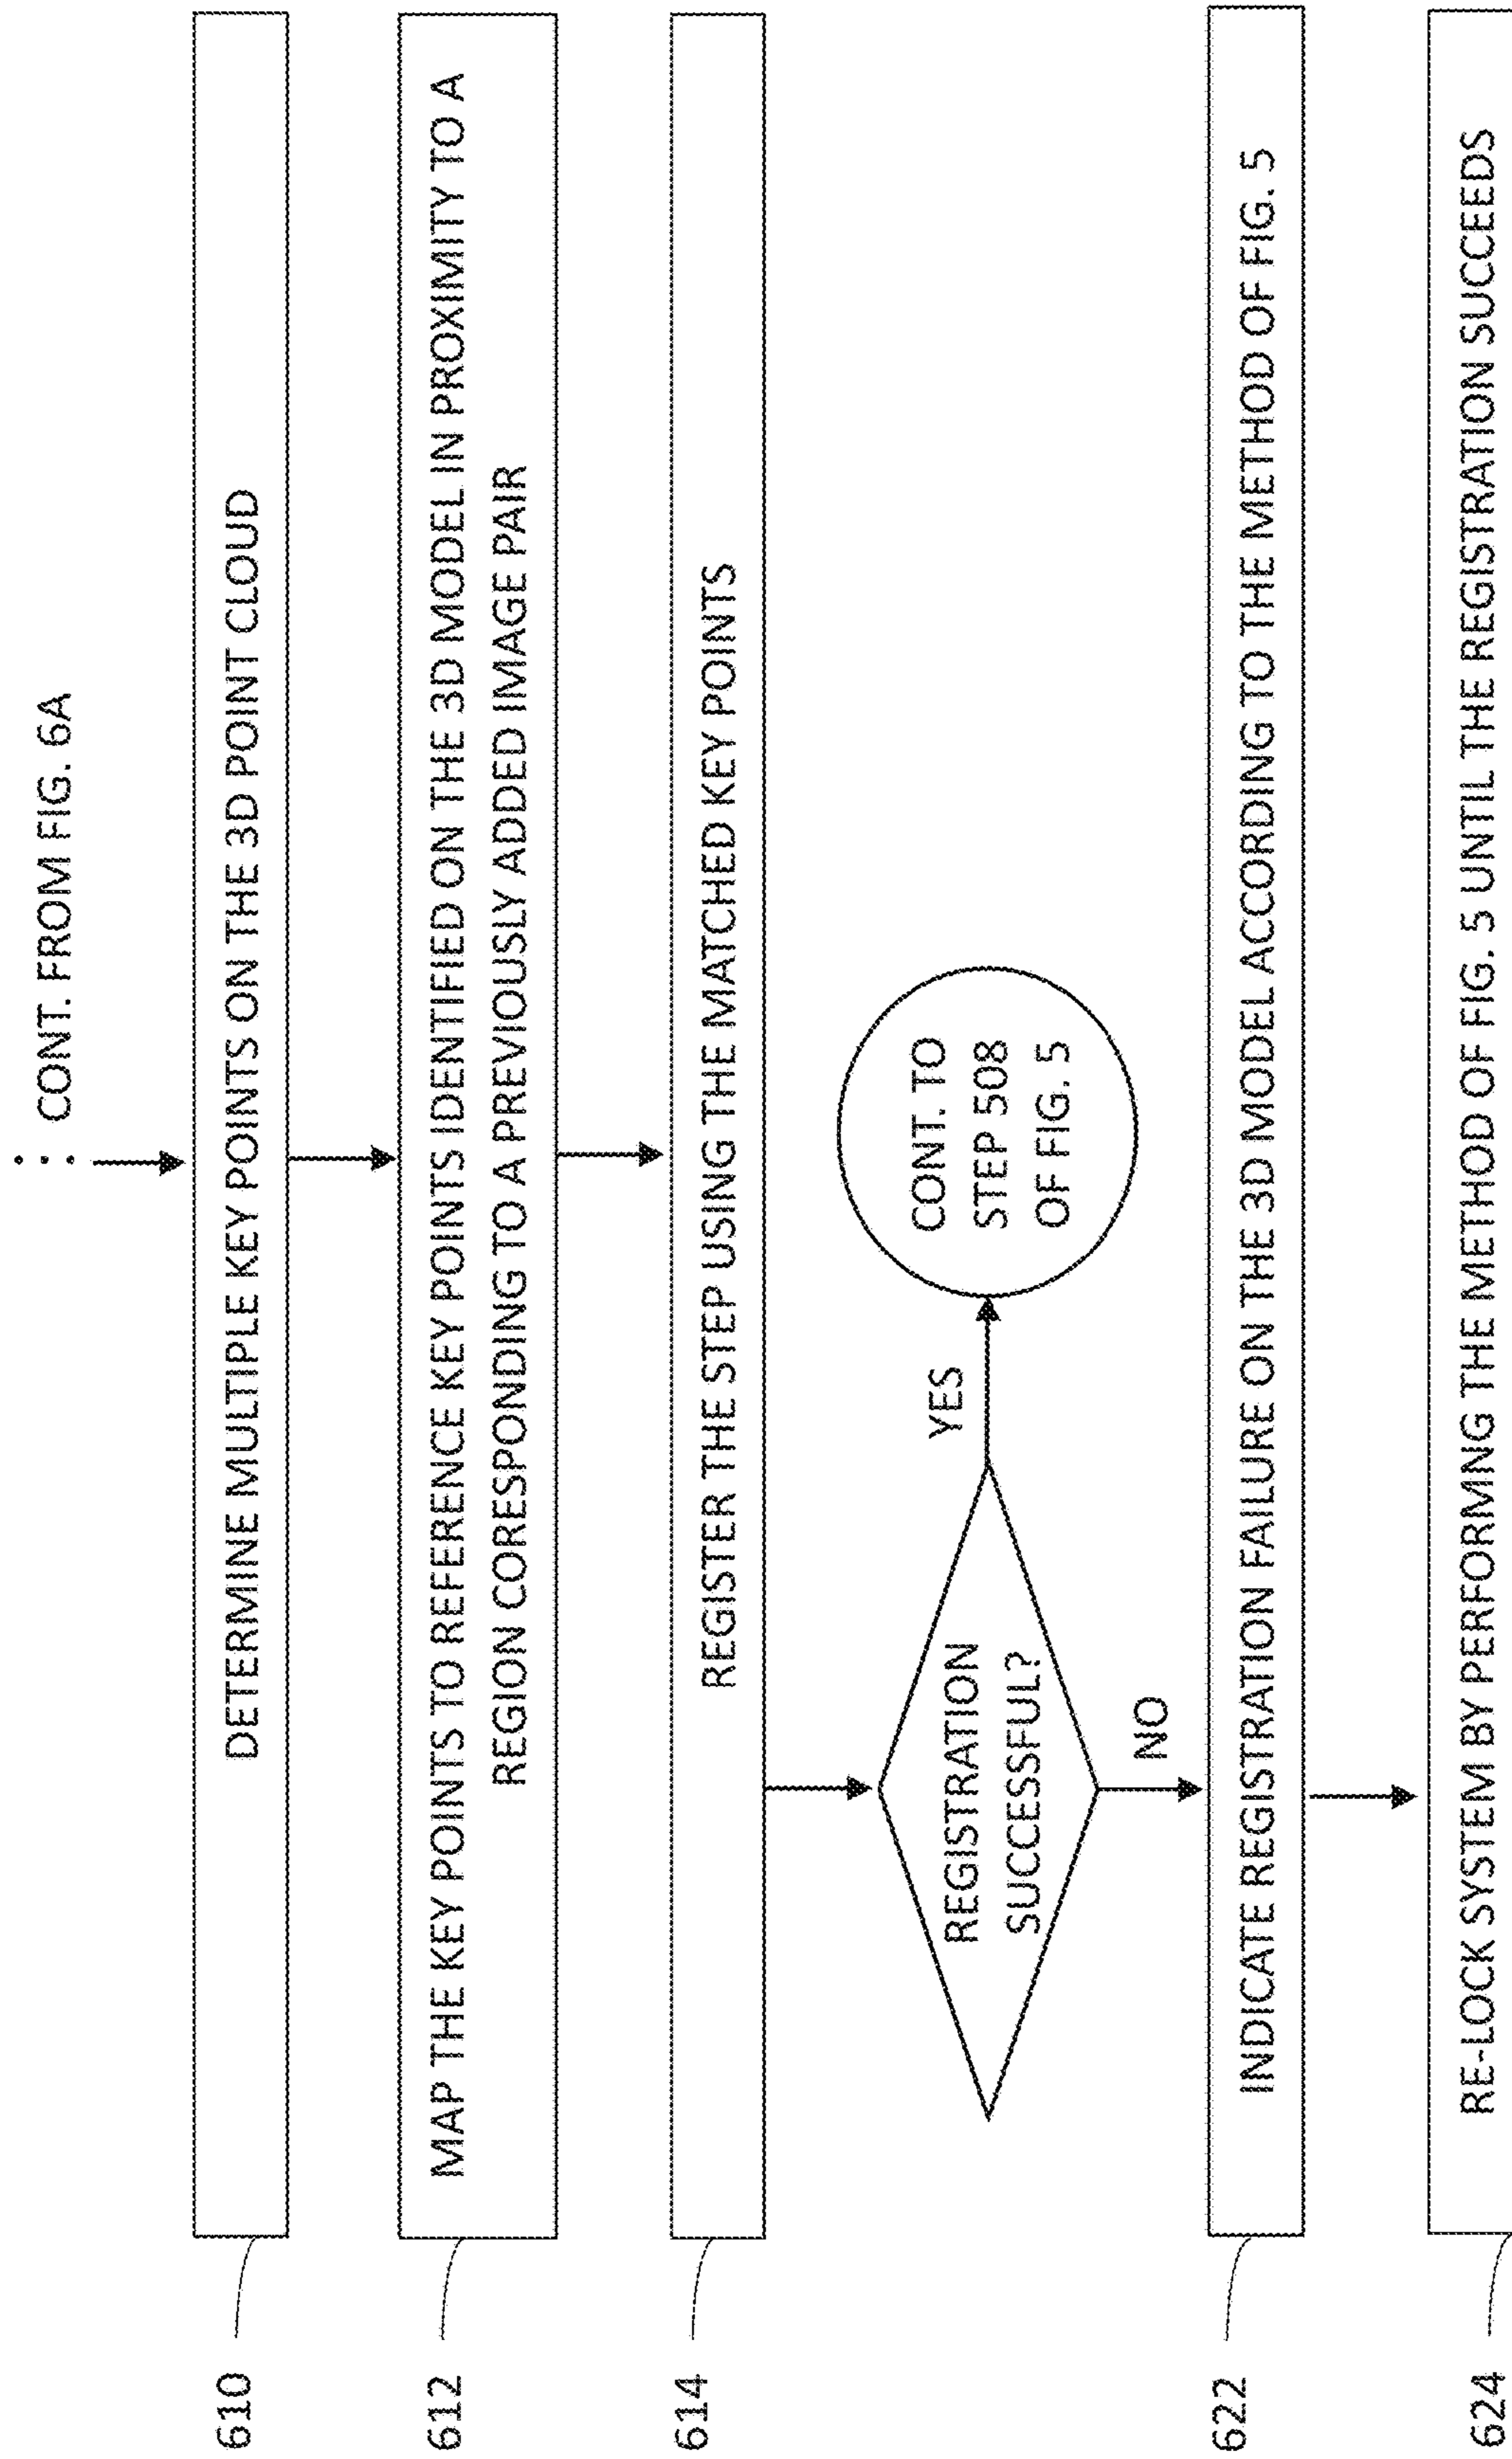 CONT. FROM FIG. 6A
610
DETERMINE MULTIPLE KEY POINTS ON THE 3D POINT CLOUD
612
MAP THE KEY POINTS TO REFERENCE KEY POINTS IDENTIFIED ON THE 3D MODEL IN PROXIMITY TO A
REGION CORESPONDING TO A PREVIOUSLY ADDED IMAGE PAIR
614
REGISTER THE STEP USING THE MATCHED KEY POINTS
REGISTRATION
SUCCESSFUL?
YES
CONT. TO
STEP 508
OF FIG. 5
NO
622
INDICATE REGISTRATION FAILURE ON THE 3D MODEL ACCORDING TO THE METHOD OF FIG. 5
624
RE-LOCK SYSTEM BY PERFORMING THE METHOD OF FIG. 5 UNTIL THE REGISTRATION SUCCEEDS